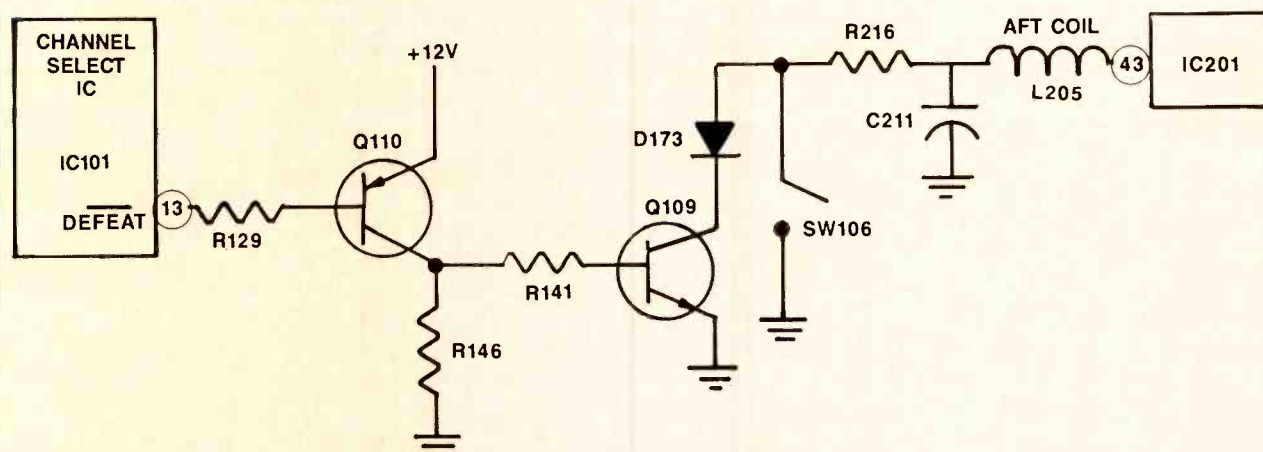 CHANNEL
SELECT
IC
IC101
DEFEAT
13
R129
Q110
+12V
R146
R141
Q109
D173
SW106
R216
C211
AFT COIL
L205
43
IC201